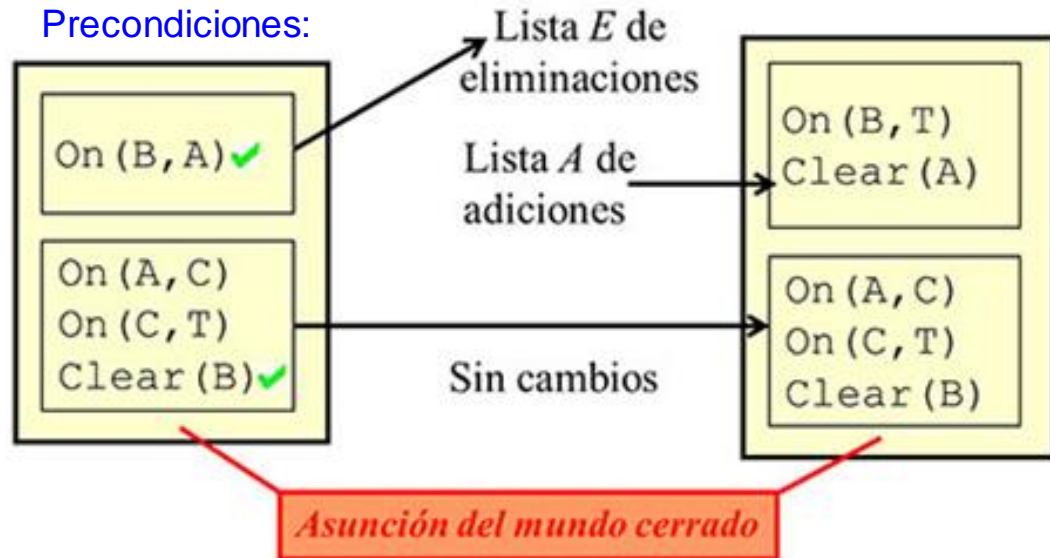 Precondiciones:
On(B,A)✔
On(A,C)
On(C,T)
Clear(B)✔
Lista E de
eliminaciones
Lista A de
adiciones
Sin cambios
On(B,T)
Clear(A)
On(A,C)
On(C,T)
Clear(B)
Asunción del mundo cerrado